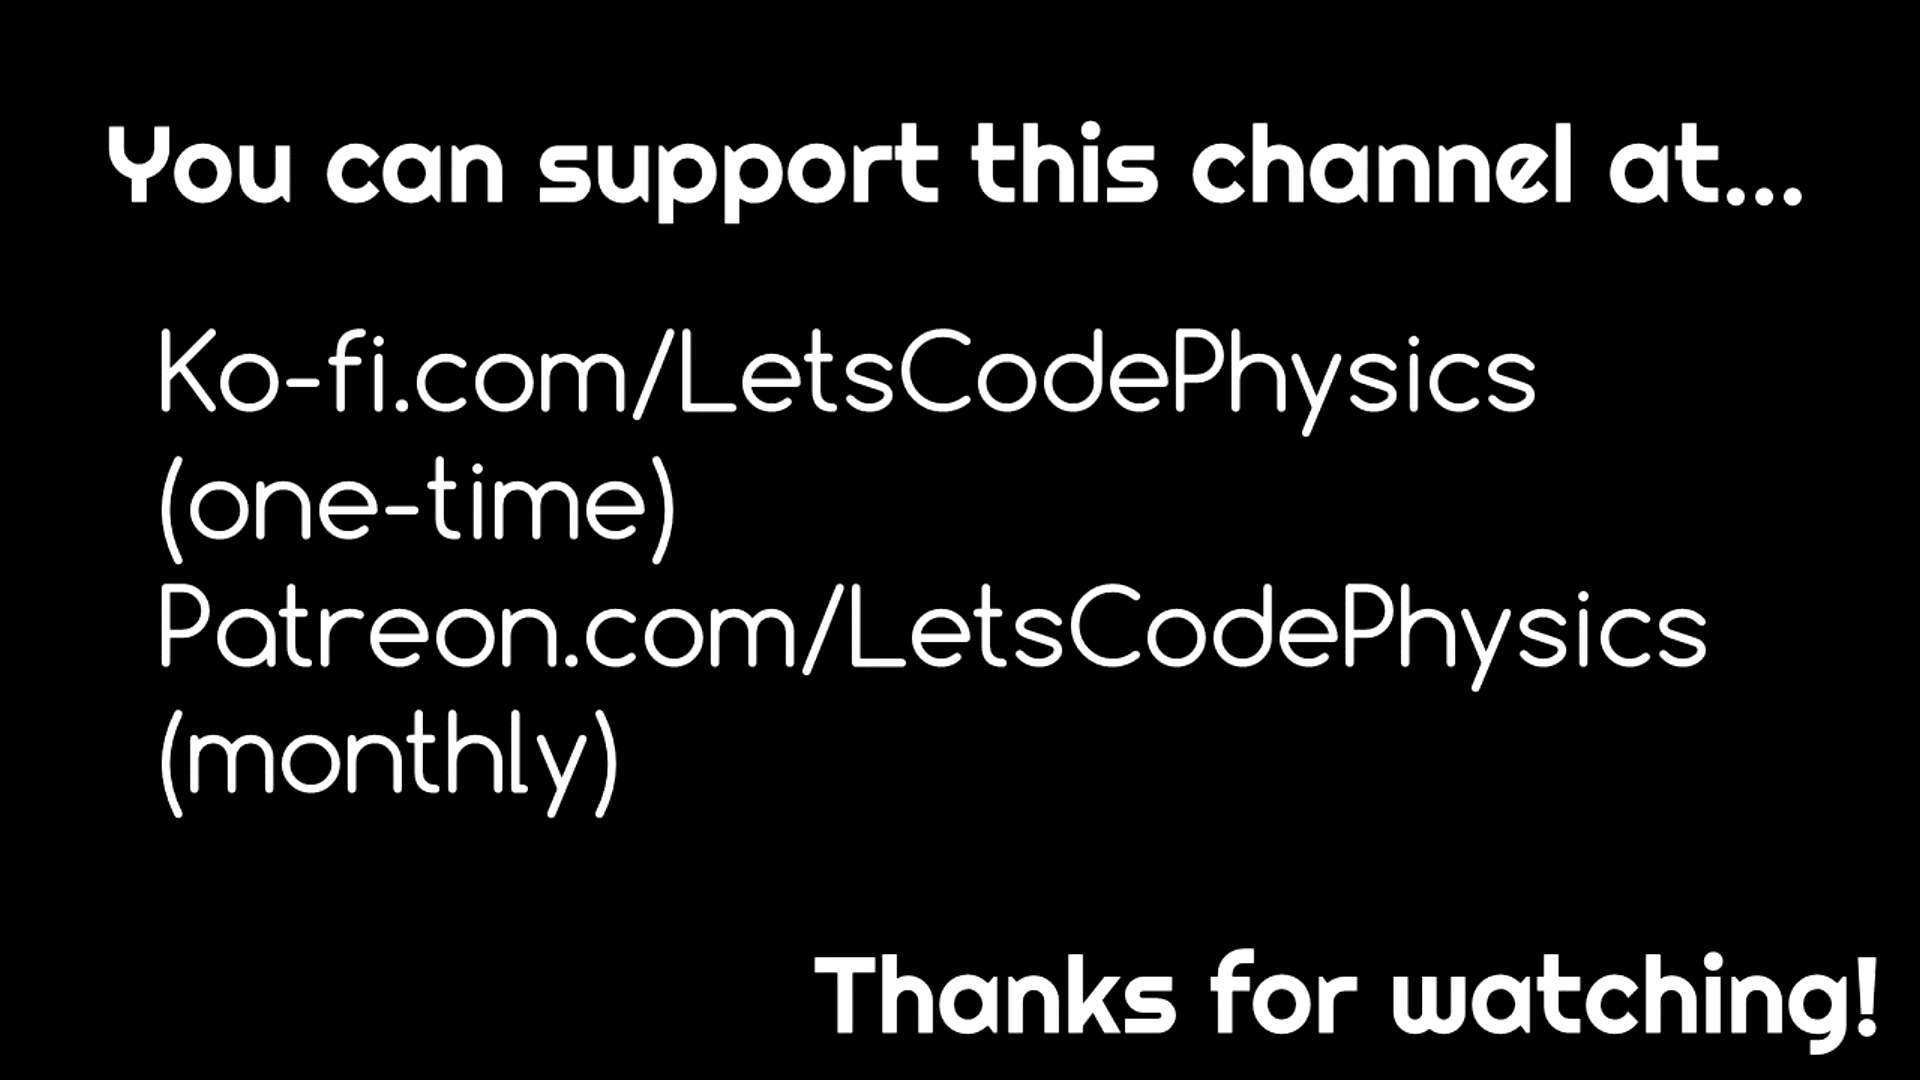 You can support this channel at...
Ko-fi.com/LetsCodePhysics
(one-time)
Patreon.com/LetsCodePhysics
(monthly)
Thanks for watching!